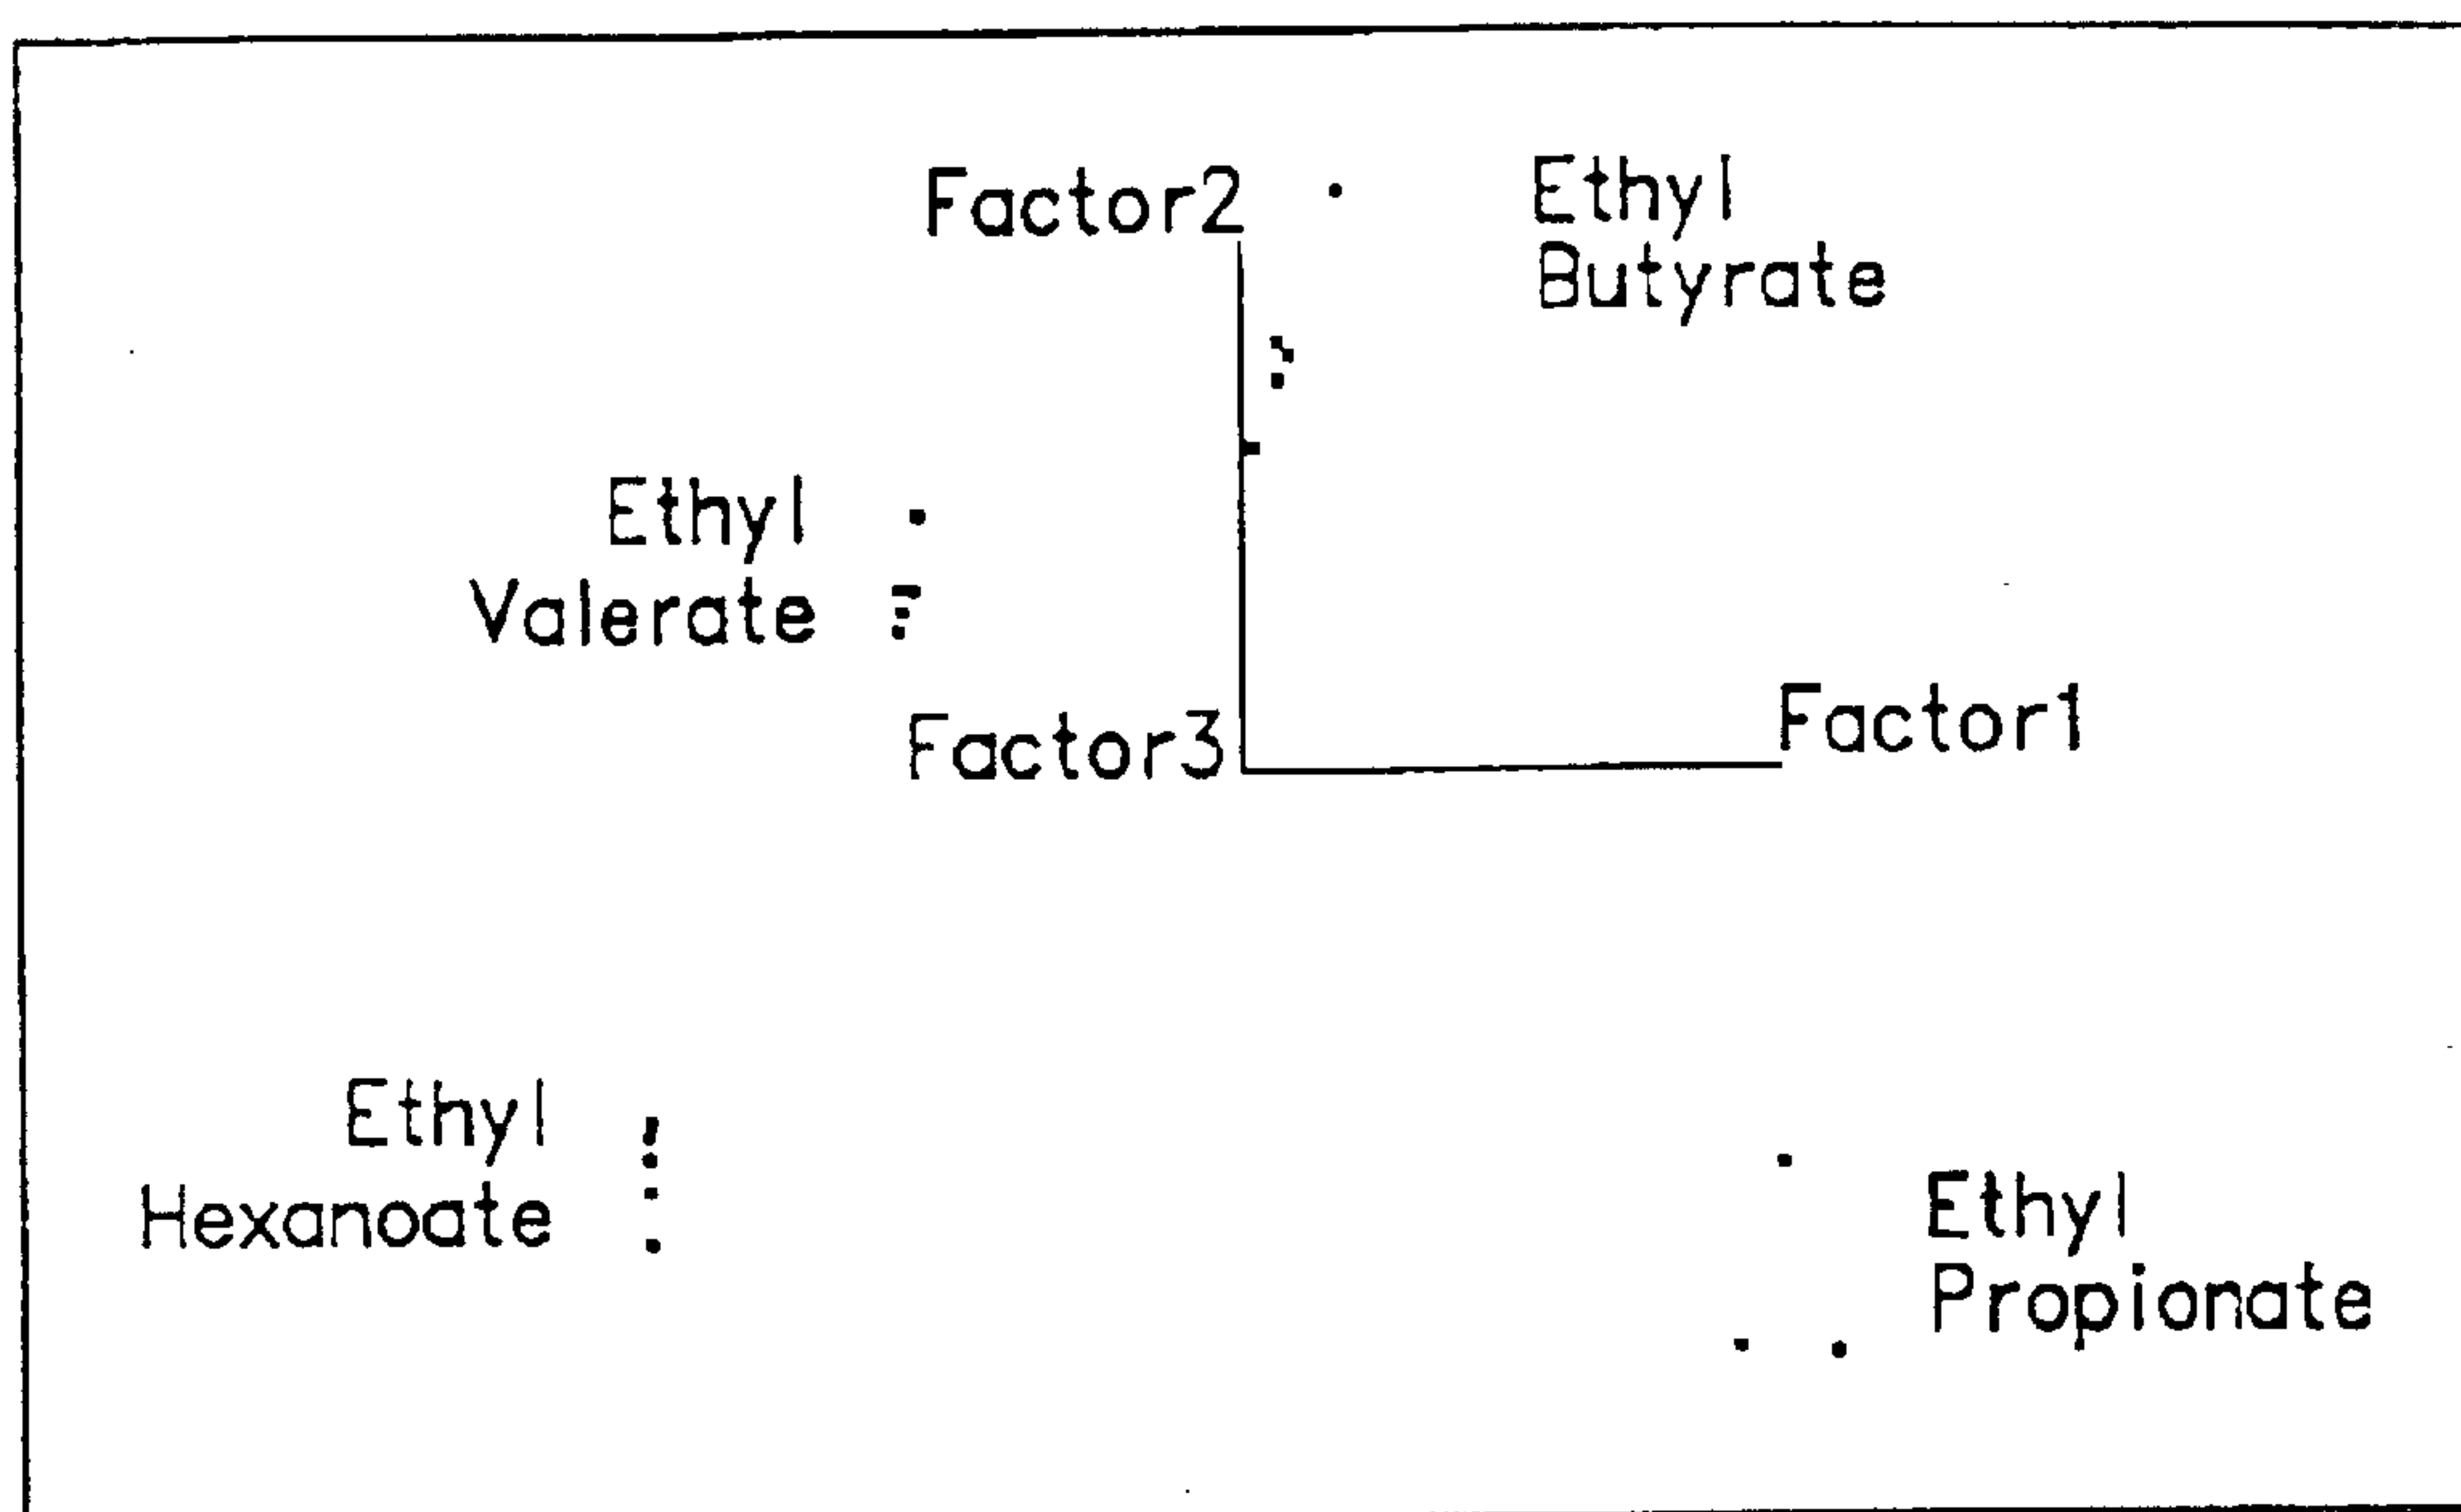 Factor2
Ethyl
Butyrate
Ethyl
Valerate
Factor3
Factor1
Ethyl
Hexanoate
Ethyl
Propionate